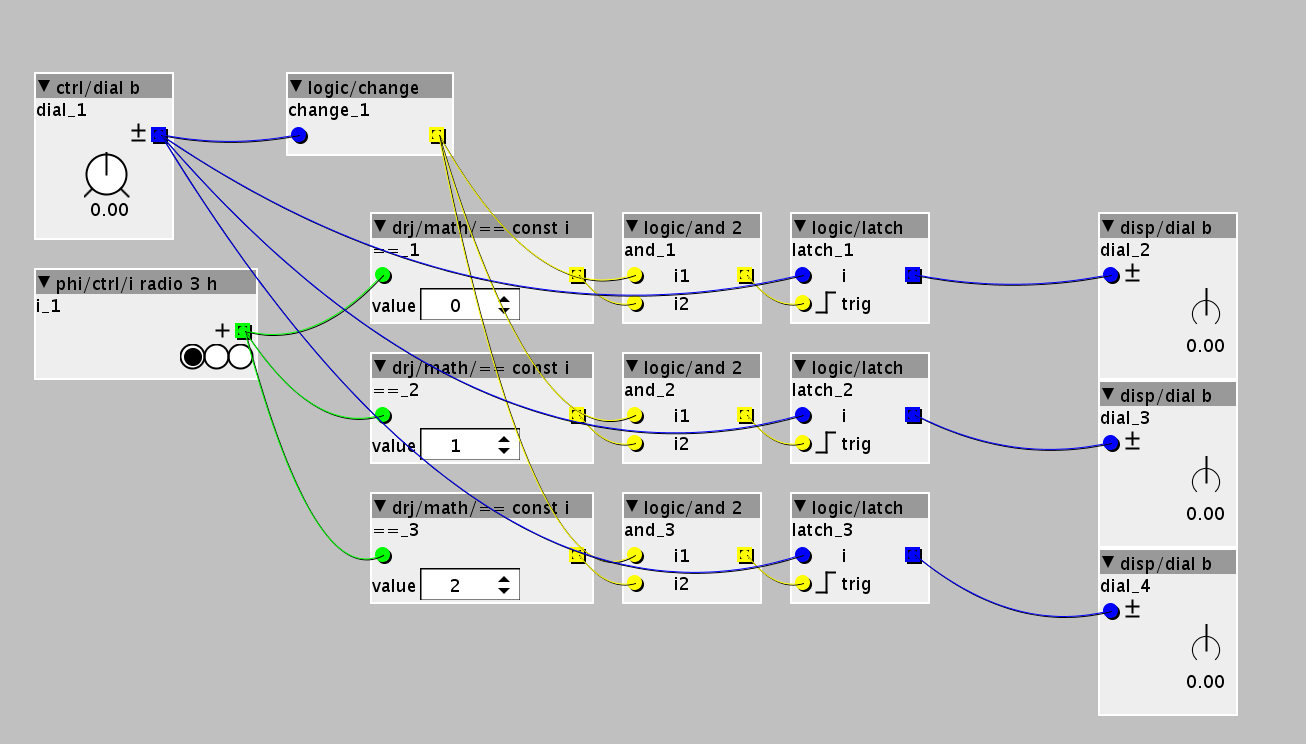 ▼ ctrl/dial b
dial_1
±
0.00
▼ logic/change
change_1
▼ phi/ctrl/i radio 3 h
i_1
+
▼ drj/math/== const i
==_1
value 0
▼ logic/and 2
and_1
i1
i2
▼ logic/latch
latch_1
i
trig
▼ disp/dial b
dial_2
±
0.00
▼ drj/math/== const i
==_2
value 1
▼ logic/and 2
and_2
i1
i2
▼ logic/latch
latch_2
i
trig
▼ disp/dial b
dial_3
±
0.00
▼ drj/math/== const i
==_3
value 2
▼ logic/and 2
and_3
i1
i2
▼ logic/latch
latch_3
i
trig
▼ disp/dial b
dial_4
±
0.00